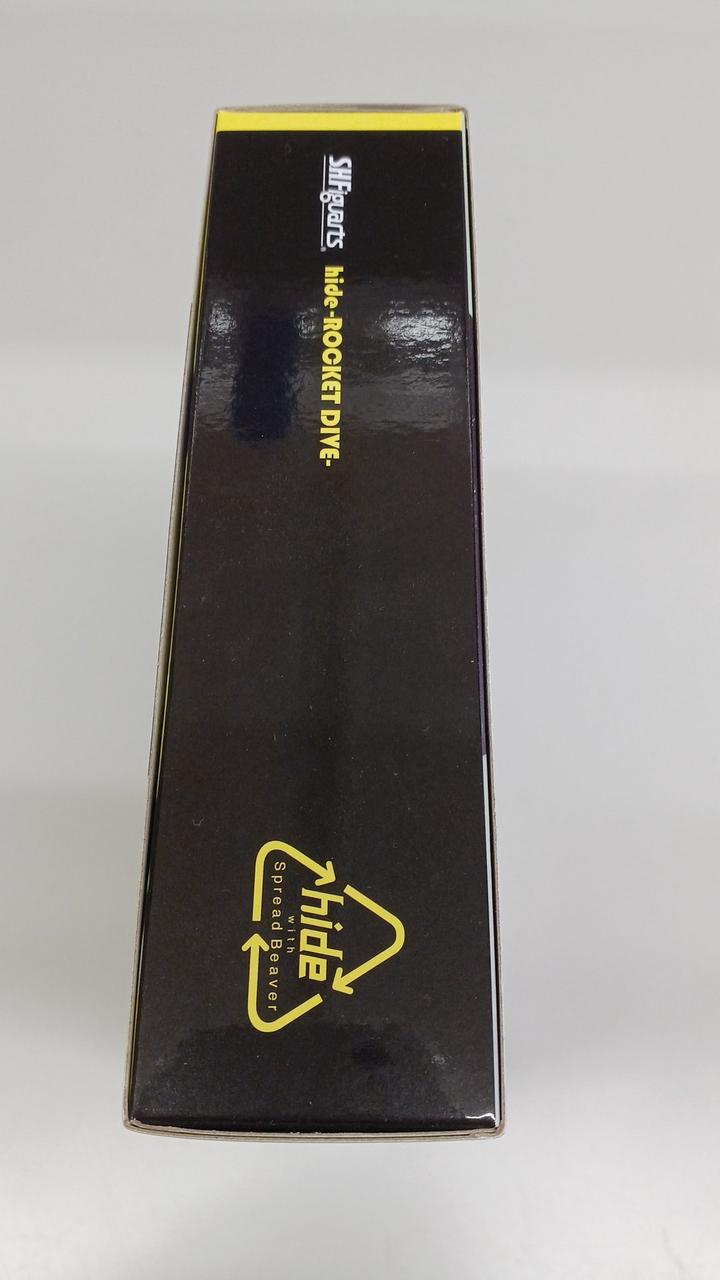 SHFiguarts®
hide-ROCKET DIVE-
hide
with
Spread Beaver